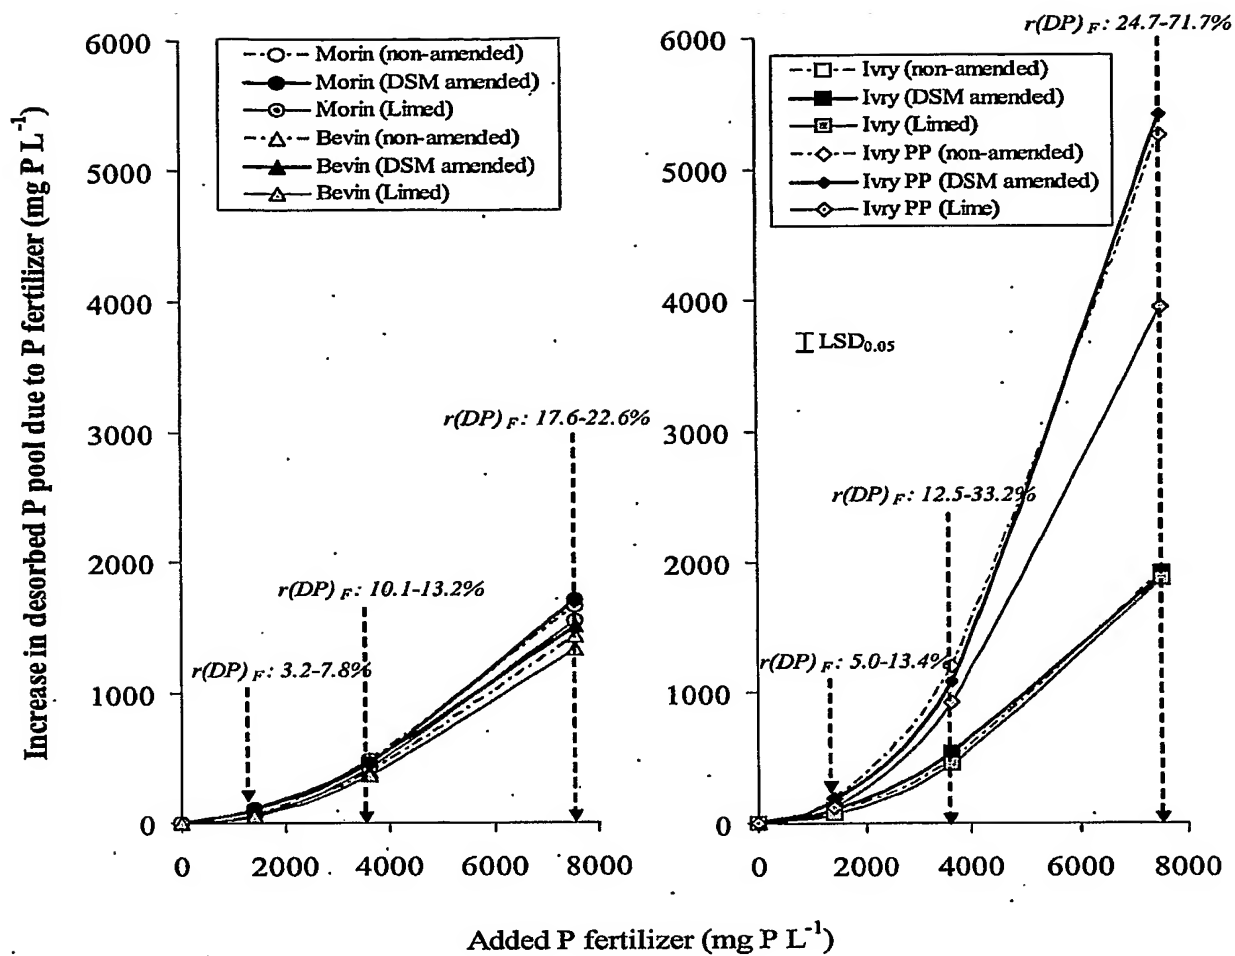 Increase in desorbed P pool due to P fertilizer (mg P L-1)
6000
5000
4000
3000
2000
1000
0
Morin (non-amended)
Morin (DSM amended)
Morin (Limed)
Bevin (non-amended)
Bevin (DSM amended)
Bevin (Limed)
r(DP) F : 17.6-22.6%
r(DP) F : 10.1-13.2%
r(DP) F : 3.2-7.8%
0 2000 4000 6000 8000
r(DP) F : 24.7-71.7%
6000
5000
4000
3000
2000
1000
0
Ivry (non-amended)
Ivry (DSM amended)
Ivry (Limed)
Ivry PP (non-amended)
Ivry PP (DSM amended)
Ivry PP (Lime)
LSD0.05
r(DP) F : 12.5-33.2%
r(DP) F : 5.0-13.4%
0 2000 4000 6000 8000
Added P fertilizer (mg P L-1)